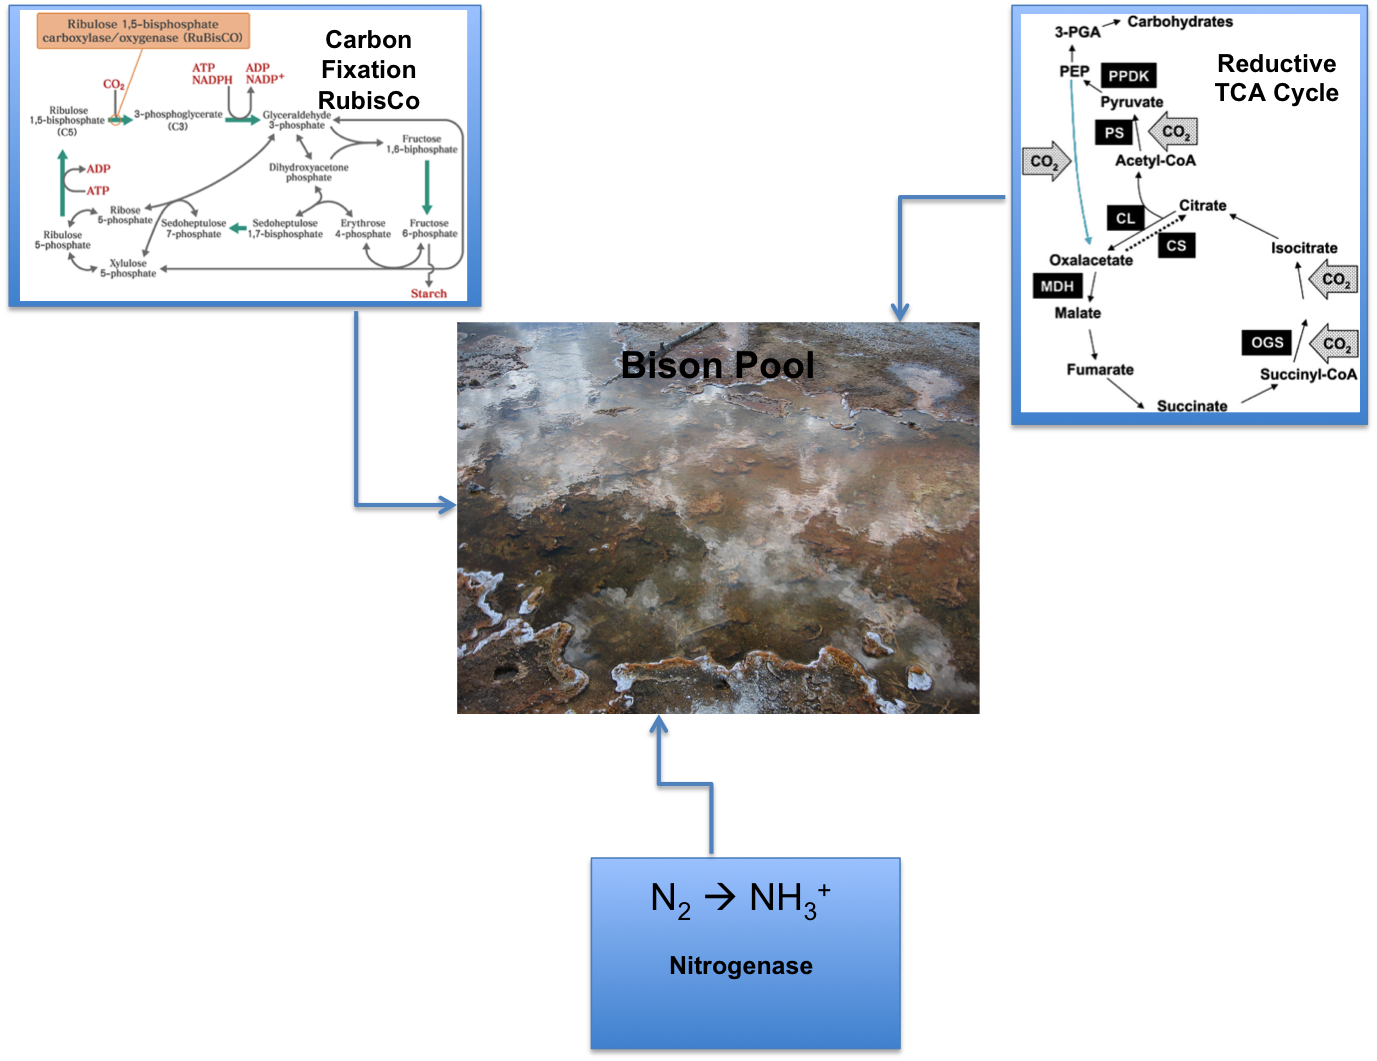 Ribulose 1,5-bisphosphate
carboxylase/oxygenase (RuBisCO)
Carbon
Fixation
RubisCo
CO2
ATP
NADPH
ADP
NADP+
Ribulose
1,5-bisphosphate
(C5)
3-phosphoglycerate
(C3)
Glyceraldehyde
3-phosphate
Fructose
1,6-biphosphate
Dihydroxyacetone
phosphate
ADP
ATP
Ribose
5-phosphate
Sedoheptulose
7-phosphate
Sedoheptulose
1,7-bisphosphate
Erythrose
4-phosphate
Fructose
6-phosphate
Ribulose
5-phosphate
Xylulose
5-phosphate
Starch
3-PGA
Carbohydrates
Reductive
TCA Cycle
PEP
PPDK
Pyruvate
PS
CO2
CO2
Acetyl-CoA
Citrate
CL
CS
Oxalacetate
Isocitrate
MDH
CO2
Malate
OGS
CO2
Fumarate
Succinyl-CoA
Succinate
Bison Pool
N2 → NH3+
Nitrogenase